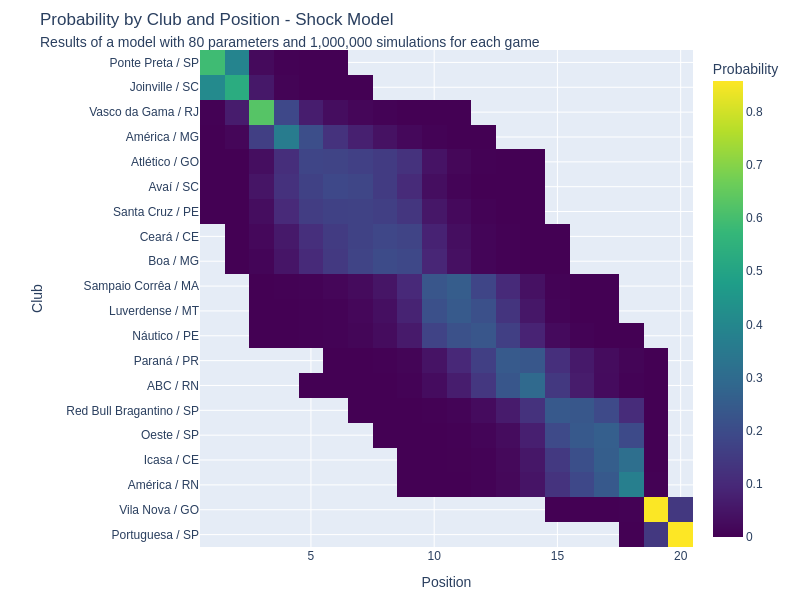 Probability by Club and Position - Shock Model
Results of a model with 80 parameters and 1,000,000 simulations for each game
Ponte Preta / SP
Joinville / SC
Vasco da Gama / RJ
América / MG
Atlético / GO
Avaí / SC
Santa Cruz / PE
Ceará / CE
Boa / MG
Sampaio Corrêa / MA
Luverdense / MT
Náutico / PE
Paraná / PR
ABC / RN
Red Bull Bragantino / SP
Oeste / SP
Icasa / CE
América / RN
Vila Nova / GO
Portuguesa / SP
Club
5
10
15
20
Position
Probability
0.8
0.7
0.6
0.5
0.4
0.3
0.2
0.1
0